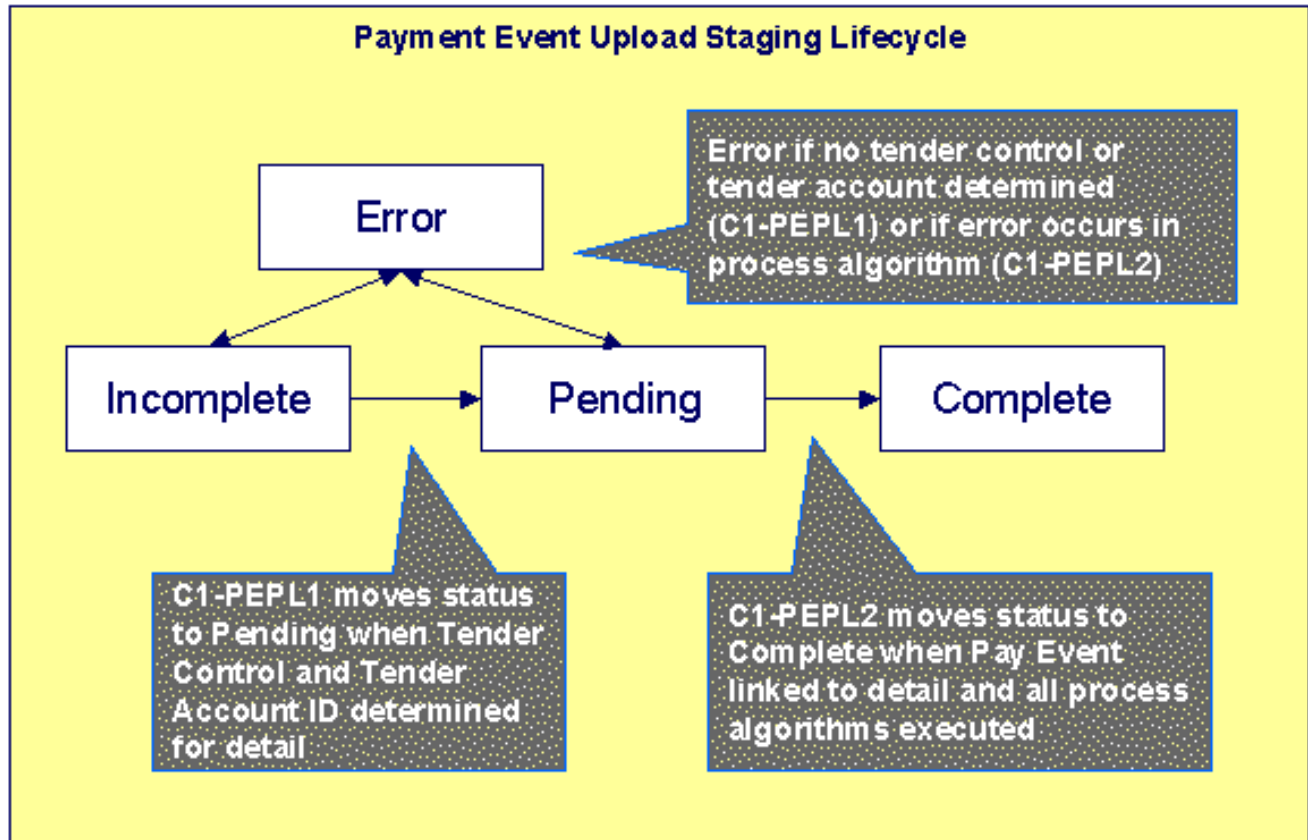 Payment Event Upload Staging Lifecycle
Error if no tender control or
tender account determined
(C1-PEPL1) or if error occurs in
process algorithm (C1-PEPL2)
Error
Incomplete
Pending
Complete
C1-PEPL1 moves status
to Pending when Tender
Control and Tender
Account ID determined
for detail
C1-PEPL2 moves status to
Complete when Pay Event
linked to detail and all process
algorithms executed